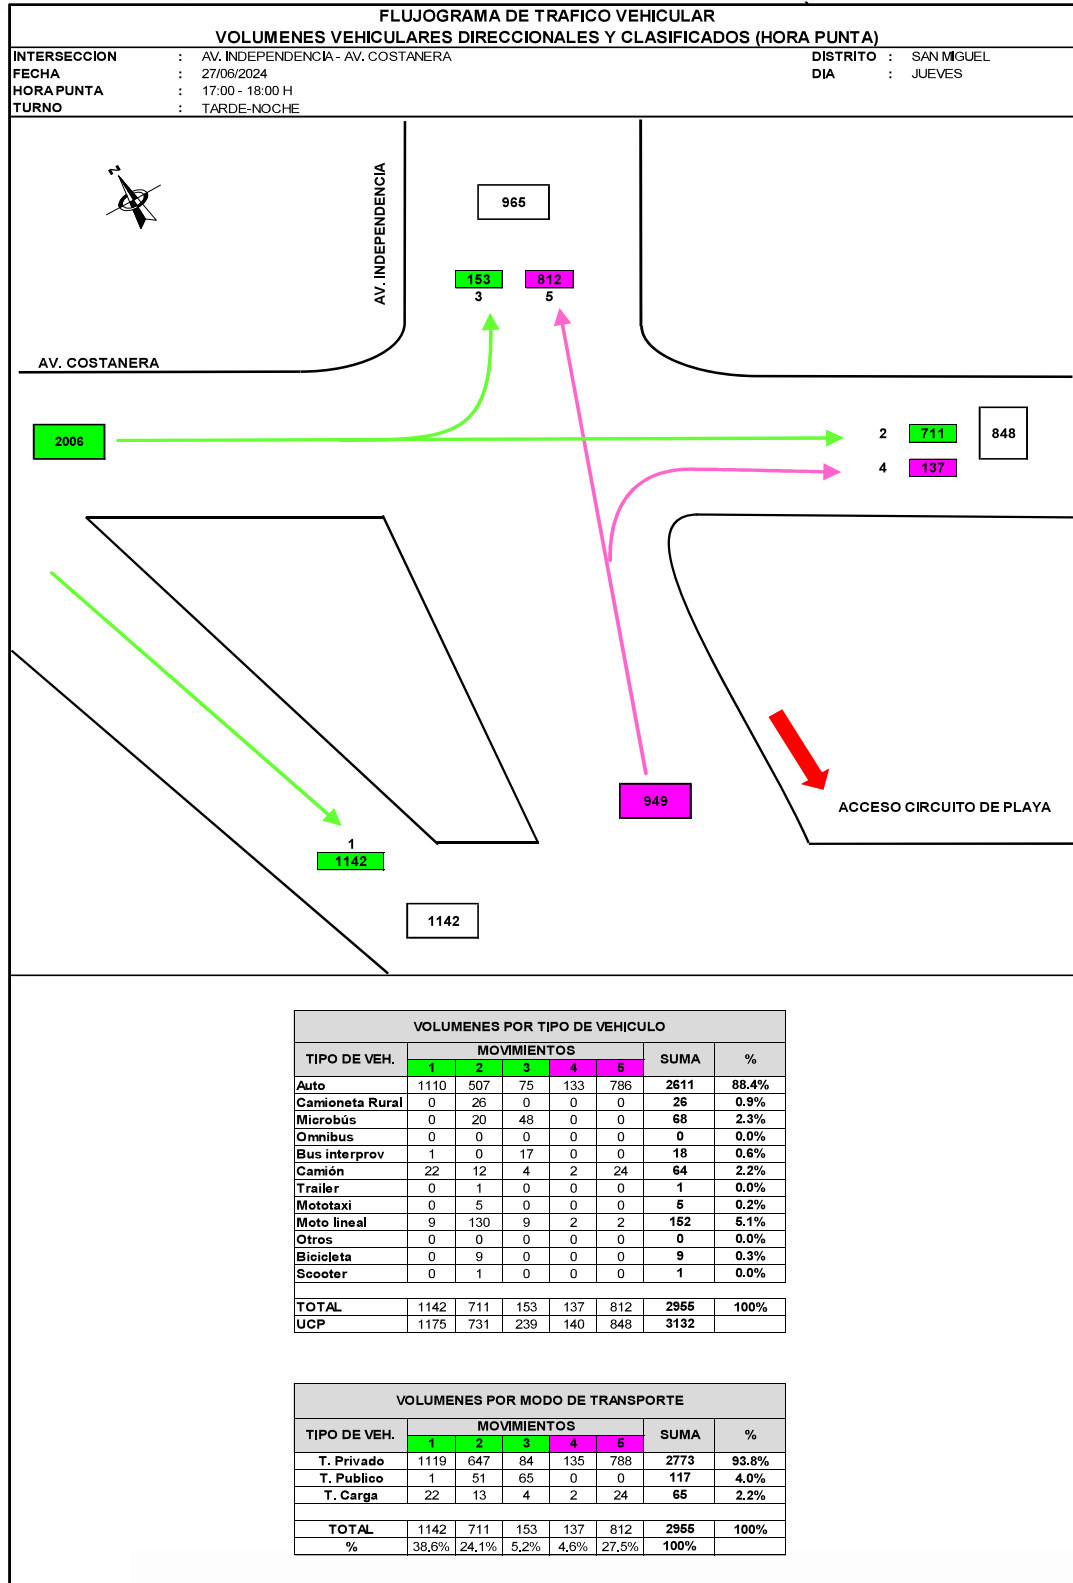 FLUJOGRAMA DE TRAFICO VEHICULAR
VOLUMENES VEHICULARES DIRECCIONALES Y CLASIFICADOS (HORA PUNTA)
INTERSECCION : AV. INDEPENDENCIA - AV. COSTANERA DISTRITO : SAN MIGUEL
FECHA : 27/06/2024 DIA : JUEVES
HORA PUNTA : 17:00 - 18:00 H
TURNO : TARDE-NOCHE
N
AV. INDEPENDENCIA
965
153 812
3 5
AV. COSTANERA
2006
2 711 848
4 137
949
ACCESO CIRCUITO DE PLAYA
1
1142
1142
VOLUMENES POR TIPO DE VEHICULO
TIPO DE VEH. MOVIMIENTOS SUMA %
1 2 3 4 5
Auto 1110 507 75 133 786 2611 88.4%
Camioneta Rural 0 26 0 0 0 26 0.9%
Microbús 0 20 48 0 0 68 2.3%
Omnibus 0 0 0 0 0 0 0.0%
Bus interprov 1 0 17 0 0 18 0.6%
Camión 22 12 4 2 24 64 2.2%
Trailer 0 1 0 0 0 1 0.0%
Mototaxi 0 5 0 0 0 5 0.2%
Moto lineal 9 130 9 2 2 152 5.1%
Otros 0 0 0 0 0 0 0.0%
Bicicleta 0 9 0 0 0 9 0.3%
Scooter 0 1 0 0 0 1 0.0%
TOTAL 1142 711 153 137 812 2955 100%
UCP 1175 731 239 140 848 3132
VOLUMENES POR MODO DE TRANSPORTE
TIPO DE VEH. MOVIMIENTOS SUMA %
1 2 3 4 5
T. Privado 1119 647 84 135 788 2773 93.8%
T. Publico 1 51 65 0 0 117 4.0%
T. Carga 22 13 4 2 24 65 2.2%
TOTAL 1142 711 153 137 812 2955 100%
% 38.6% 24.1% 5.2% 4.6% 27.5% 100%